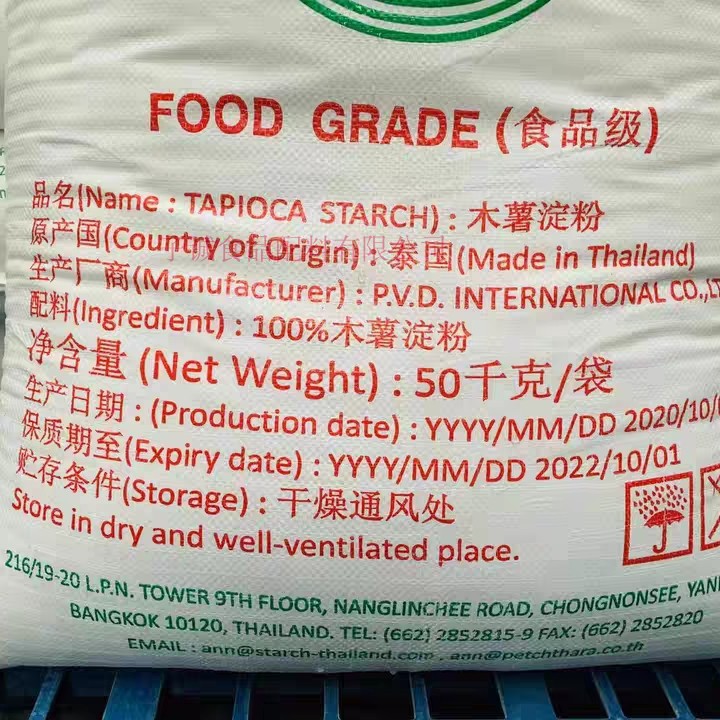 FOOD GRADE (食品级)
品名(Name : TAPIOCA STARCH) : 木薯淀粉
原产国(Country of Origin) : 泰国(Made in Thailand)
生产厂商(Manufacturer) : P.V.D. INTERNATIONAL CO.,LT
配料(Ingredient) : 100%木薯淀粉
净含量 (Net Weight) : 50千克/袋
生产日期 : (Production date) : YYYY/MM/DD 2020/10/
保质期至(Expiry date) : YYYY/MM/DD 2022/10/01
贮存条件(Storage) : 干燥通风处
Store in dry and well-ventilated place.
216/19-20 L.P.N. TOWER 9TH FLOOR, NANGLINCHEE ROAD, CHONGNONSEE, YAN
BANGKOK 10120, THAILAND. TEL: (662) 2852815-9 FAX: (662) 2852820
EMAIL : ann@starch-thailand.com , ann@petchthara.co.th